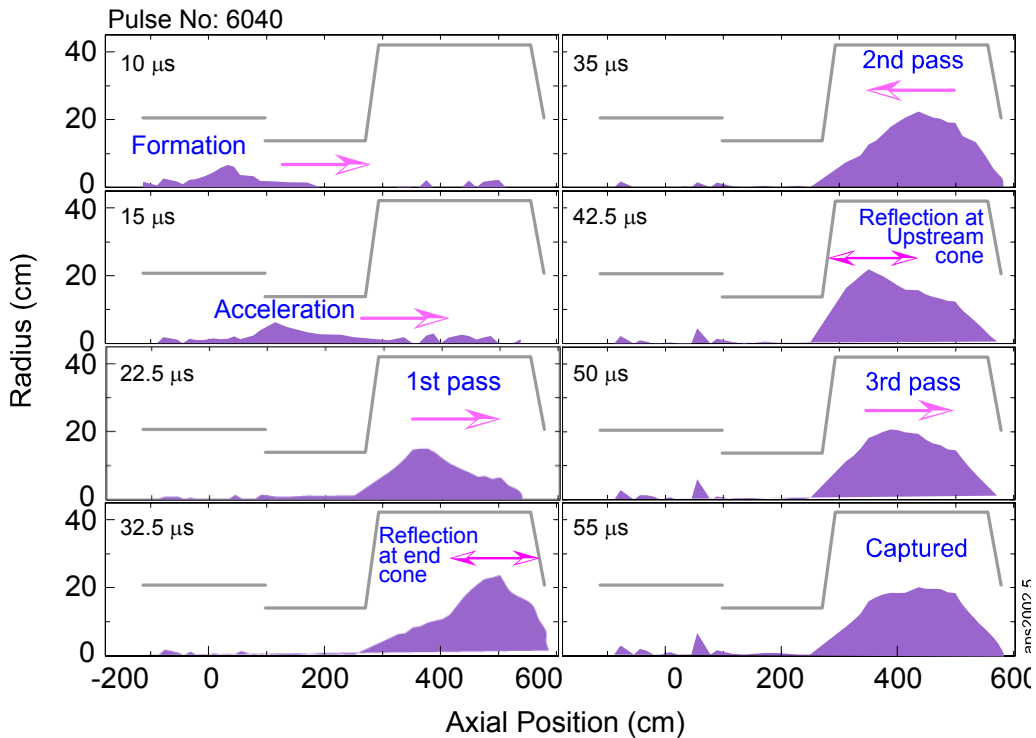 Pulse No: 6040
40
10 μs
Formation
20
0
40
15 μs
Acceleration
20
0
40
22.5 μs
1st pass
20
0
40
32.5 μs
Reflection
at end
cone
20
0
35 μs
2nd pass
42.5 μs
Reflection at
Upstream
cone
50 μs
3rd pass
55 μs
Captured
-200 0 200 400 600
0 200 400 600
Radius (cm)
Axial Position (cm)
aps2002.5